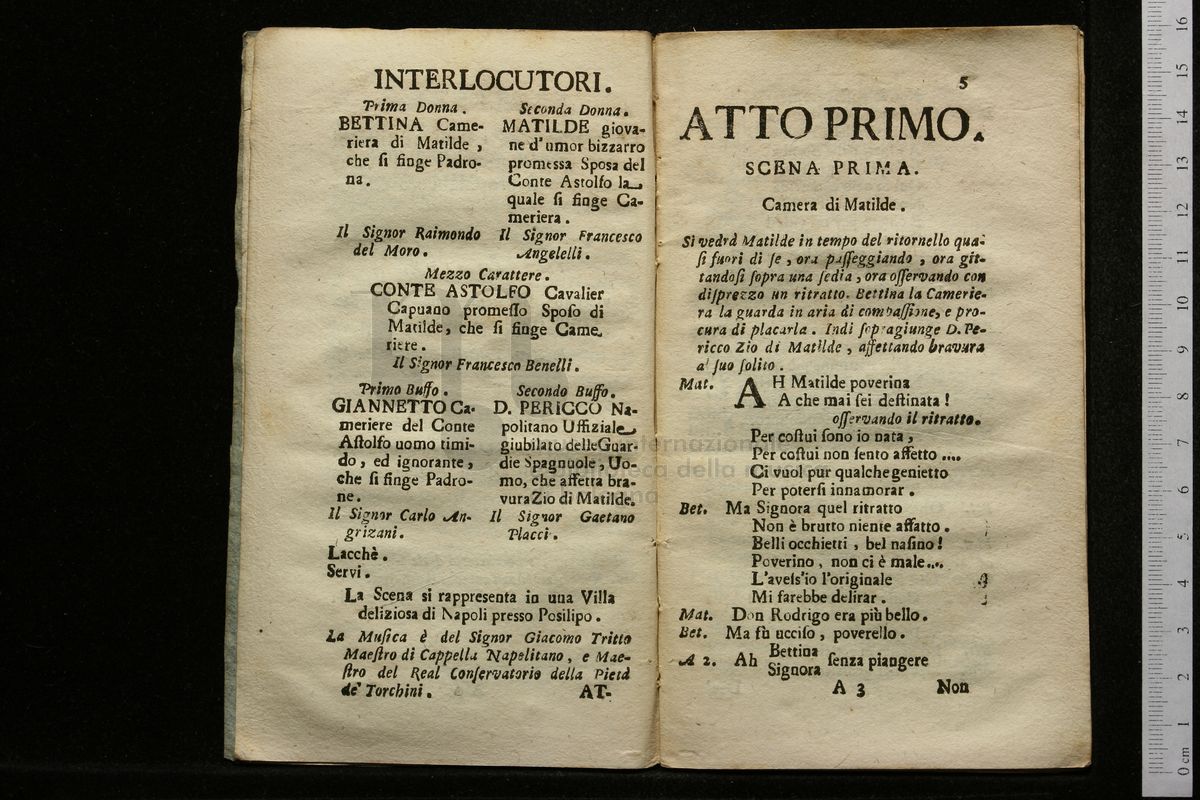 INTERLOCUTORI.
Prima Donna.
BETTINA Came-
riera di Matilde,
che si finge Padro-
na.
Il Signor Raimondo
del Moro.
Seconda Donna.
MATILDE giova-
ne d'umor bizzarro
promessa Sposa del
Conte Astolfo la
quale si finge Ca-
meriera.
Il Signor Francesco
Angelelli.
Mezzo Carattere.
CONTE ASTOLFO Cavalier
Capuano promesso Sposo di
Matilde, che si finge Came
riere.
Il Signor Francesco Benelli.
Primo Buffo.
GIANNETTO Ca-
meriere del Conte
Astolfo uomo timi-
do, ed ignorante,
che si finge Padro-
ne.
Il Signor Carlo An-
grizani.
Secondo Buffo.
D. PERICCO Na-
politano Uffiziale
giubilato delle Guar-
die Spagnuole, Uo-
mo, che affetta bra-
vura Zio di Matilde.
Il Signor Gaetano
Placci.
Lacchè.
Servi.
La Scena si rappresenta in una Villa
deliziosa di Napoli presso Posilipo.
La Musica è del Signor Giacomo Tritto
Maestro di Cappella Napolitano, e Mae-
stro del Real Conservatorio della Pietà
de' Torchini.
AT-
5
ATTO PRIMO.
SCENA PRIMA.
Camera di Matilde.
Si vedrà Matilde in tempo del ritornello qua-
si fuori di se, ora passeggiando, ora git-
tandosi sopra una sedia, ora osservando con
disprezzo un ritratto. Bettina la Camerie-
ra la guarda in aria di compassione, e pro-
cura di placarla. Indi sopragiunge D. Pe-
ricco Zio di Matilde, affettando bravura
al suo solito.
Mat. AH Matilde poverina
A che mai sei destinata!
osservando il ritratto.
Per costui sono io nata,
Per costui non sento affetto ....
Ci vuol pur qualche genietto
Per potersi innamorar.
Bet. Ma Signora quel ritratto
Non è brutto niente affatto.
Belli occhietti, bel nasino!
Poverino, non ci è male....
L'avess'io l'originale
Mi farebbe delirar.
Mat. Don Rodrigo era più bello.
Bet. Ma fù ucciso, poverello.
A 2. Ah Bettina
Signora senza piangere
A 3
Non